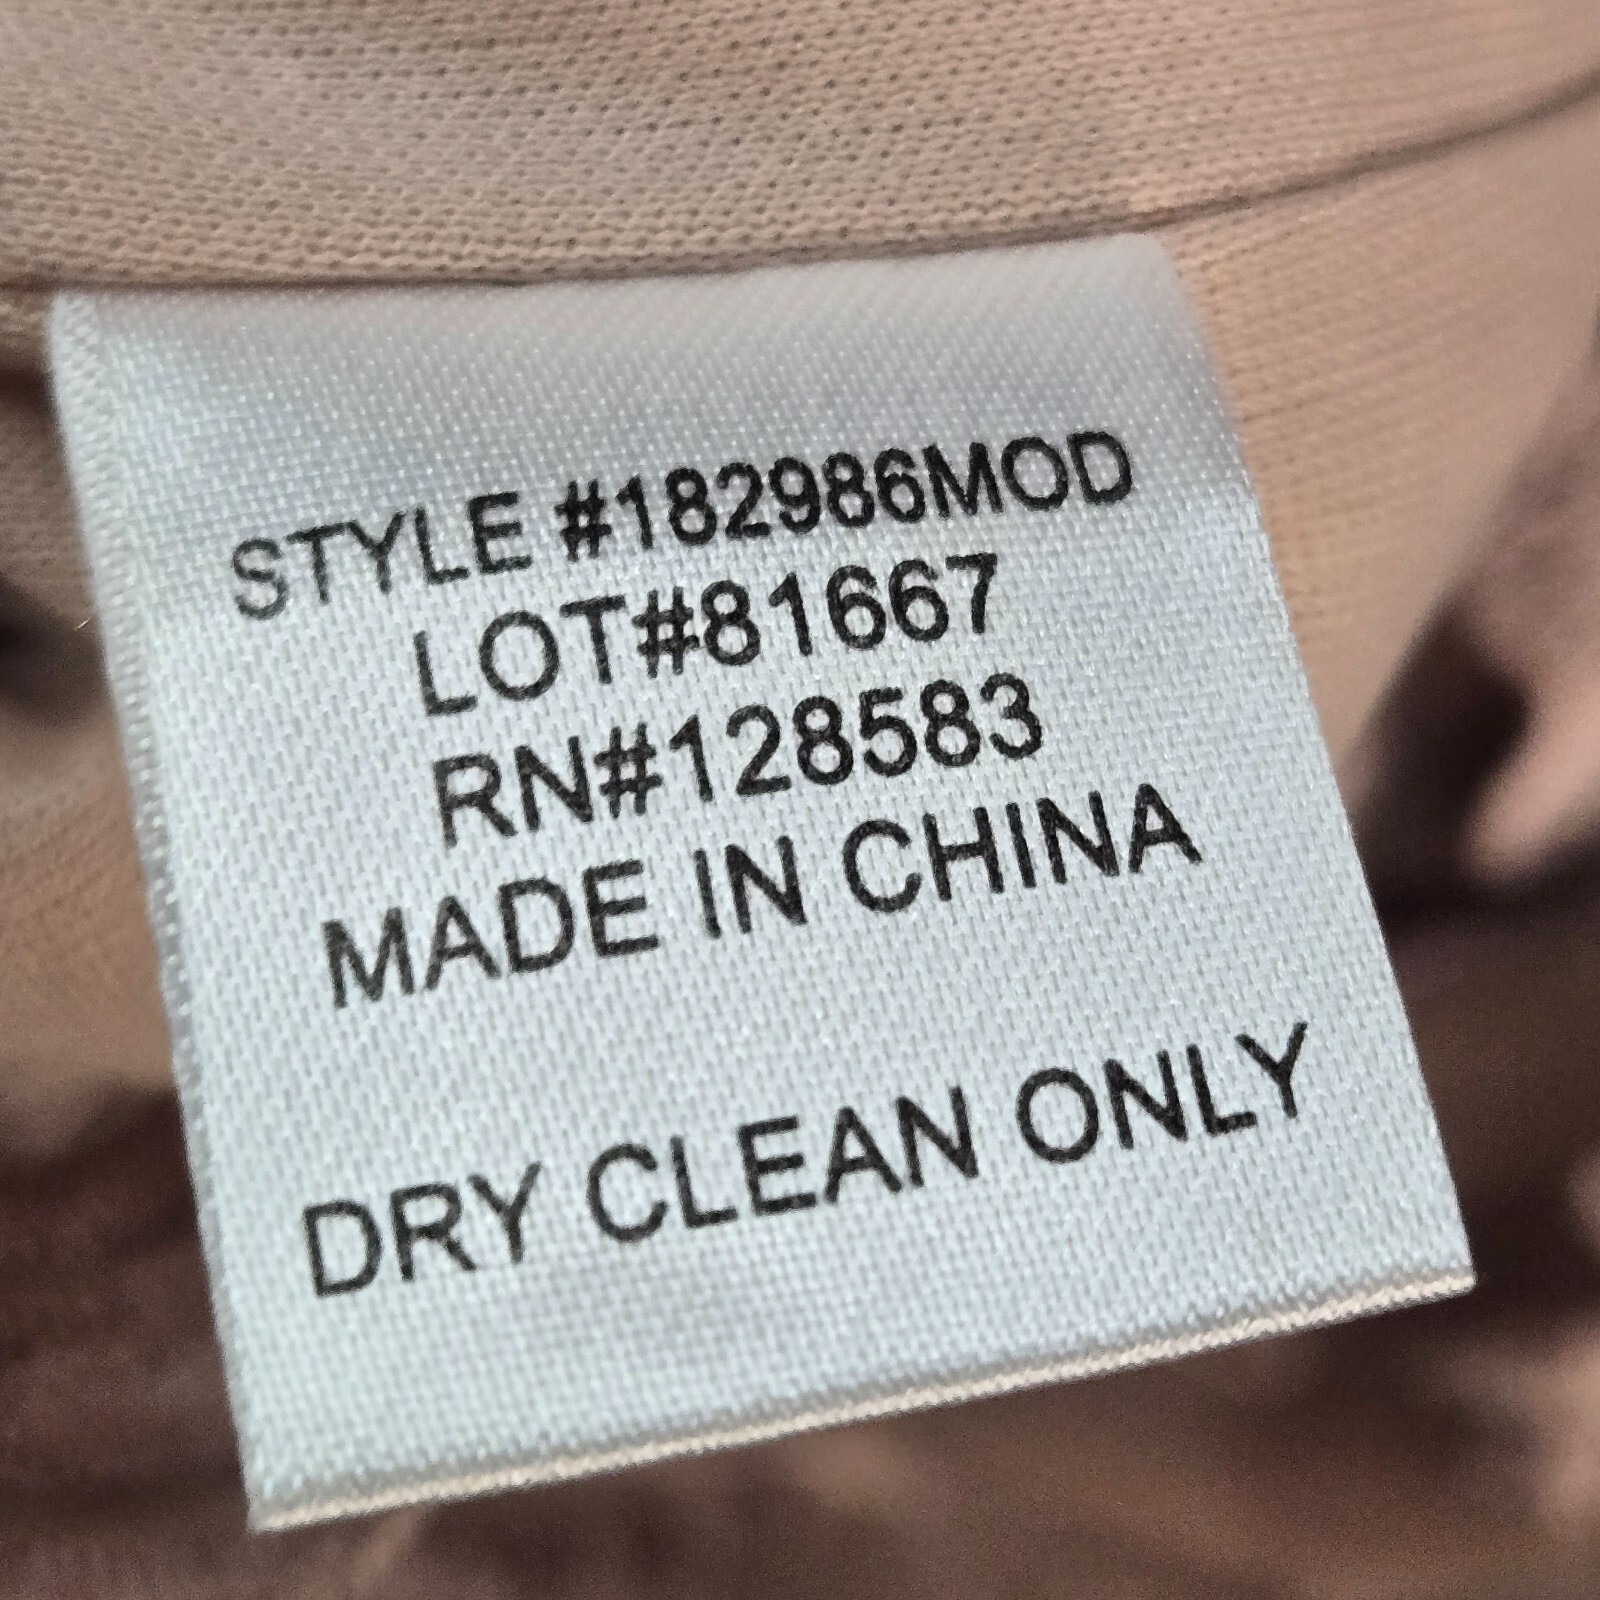 STYLE #182986MOD
LOT#81667
RN#128583
MADE IN CHINA
DRY CLEAN ONLY